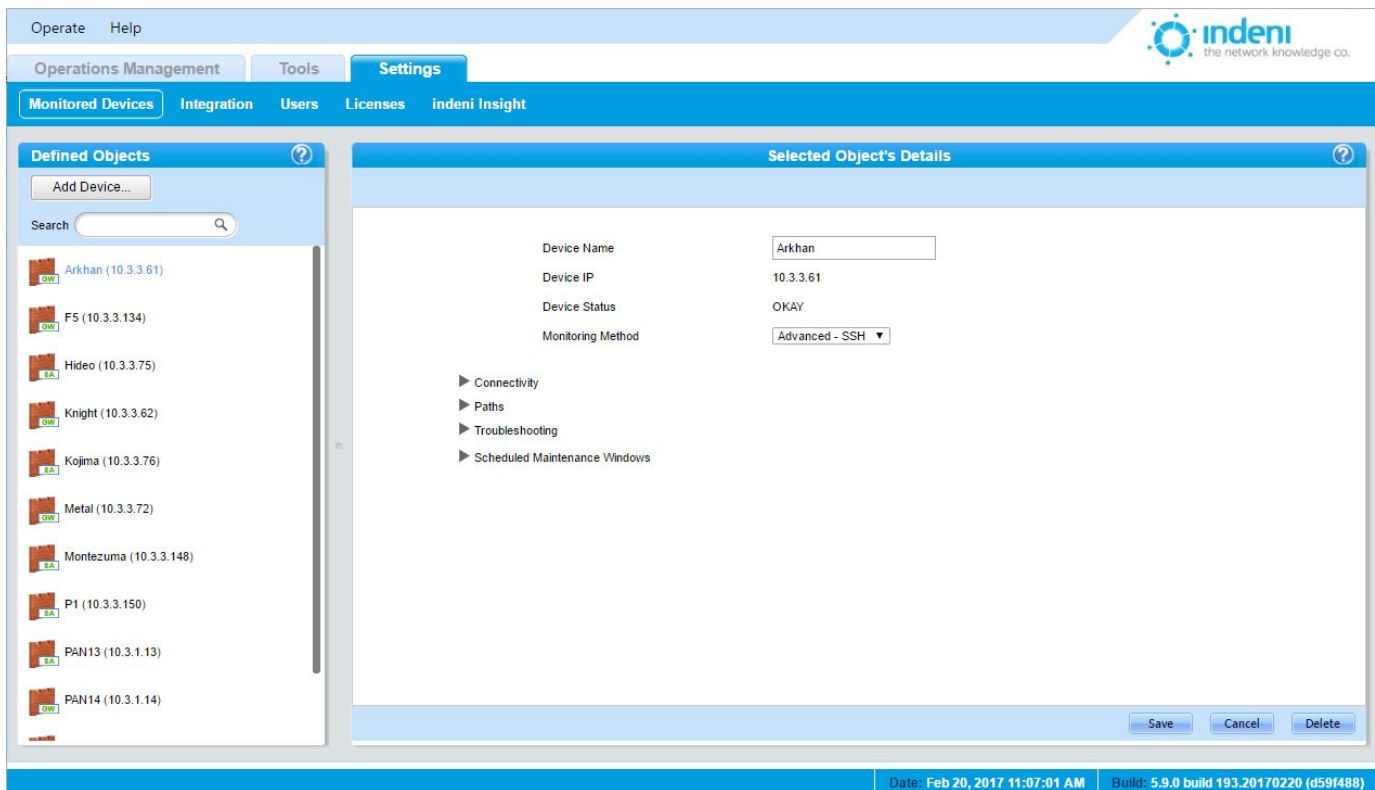 Operate Help
indeni
the network knowledge co.
Operations Management Tools Settings
Monitored Devices Integration Users Licenses indeni Insight
Defined Objects ?
Add Device...
Search
GW Arkhan (10.3.3.61)
GW F5 (10.3.3.134)
SA Hideo (10.3.3.75)
GW Knight (10.3.3.62)
SA Kojima (10.3.3.76)
GW Metal (10.3.3.72)
SA Montezuma (10.3.3.148)
SA P1 (10.3.3.150)
SA PAN13 (10.3.1.13)
GW PAN14 (10.3.1.14)
Selected Object's Details ?
Device Name Arkhan
Device IP 10.3.3.61
Device Status OKAY
Monitoring Method Advanced - SSH
Connectivity
Paths
Troubleshooting
Scheduled Maintenance Windows
Save Cancel Delete
Date: Feb 20, 2017 11:07:01 AM Build: 5.9.0 build 193.20170220 (d59f488)